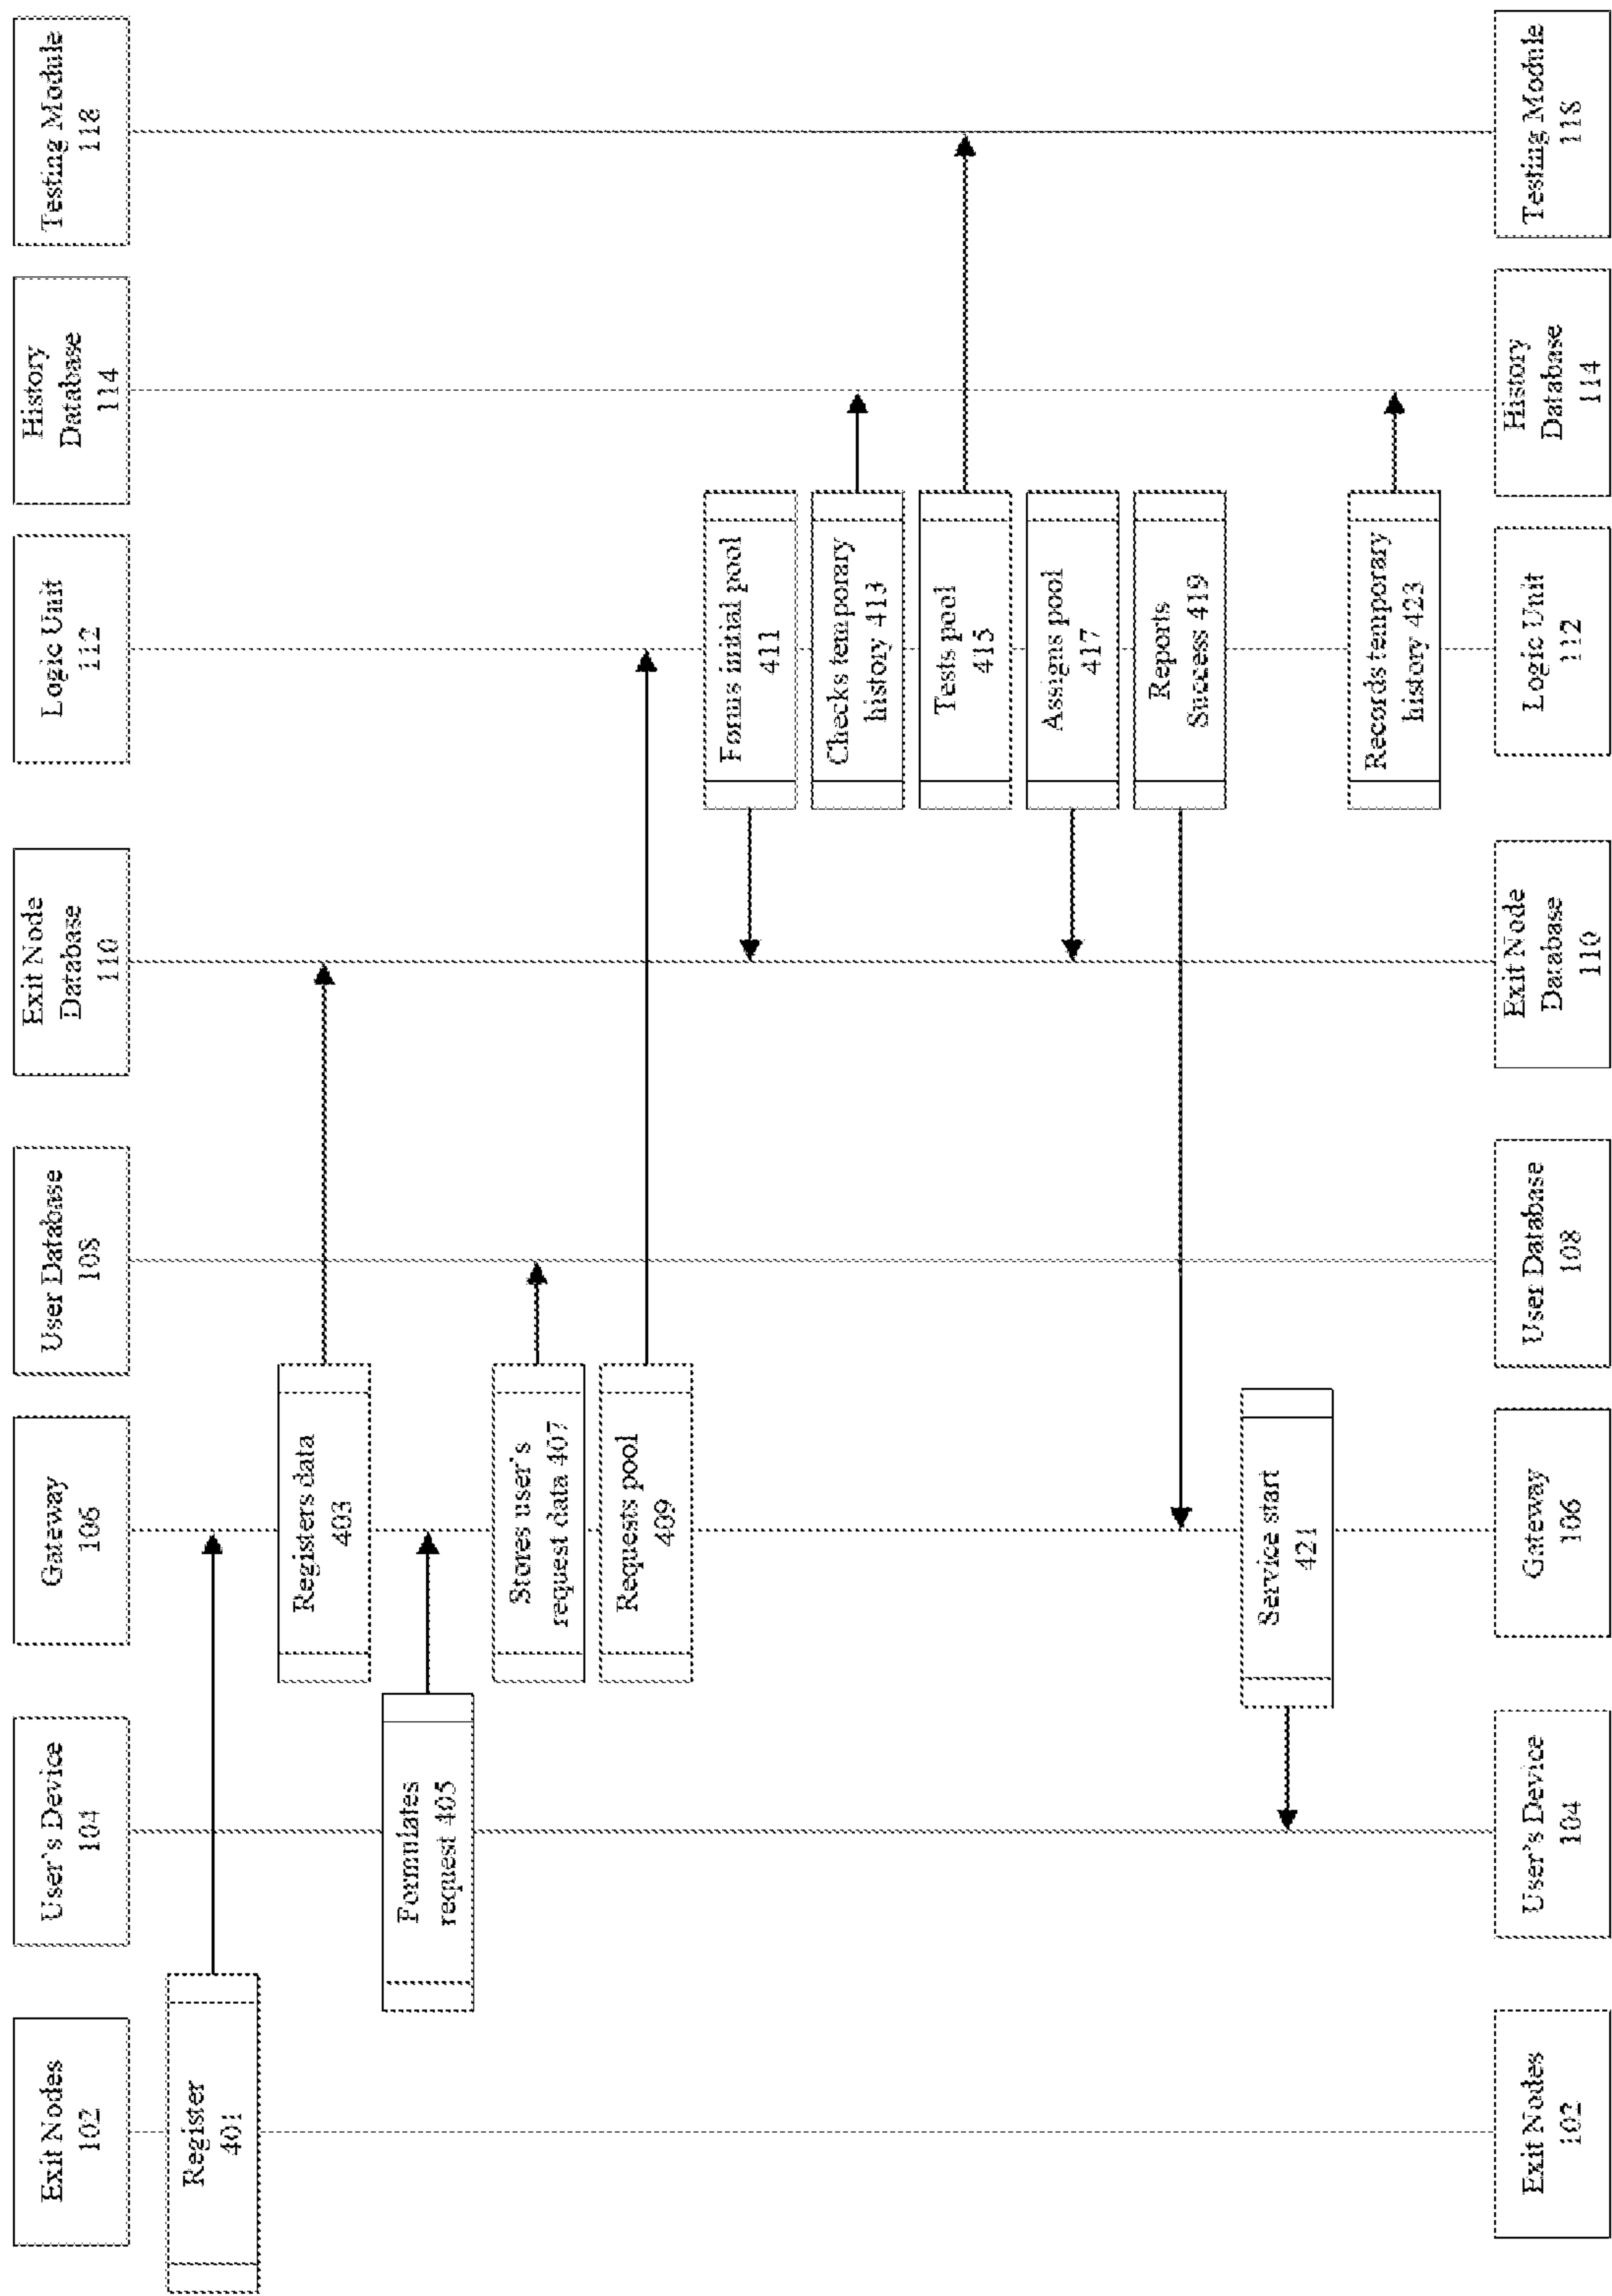 Exit Nodes
102
User's Device
104
Gateway
106
User Database
108
Exit Node
Database
110
Logic Unit
112
History
Database
114
Testing Module
118
Register
401
Registers data
403
Formulates
request 405
Stores user's
request data 407
Requests pool
409
Forms initial pool
411
Checks temporary
history 413
Tests pool
415
Assigns pool
417
Reports
Success 419
Service start
421
Records temporary
history 423
Exit Nodes
102
User's Device
104
Gateway
106
User Database
108
Exit Node
Database
110
Logic Unit
112
History
Database
114
Testing Module
118